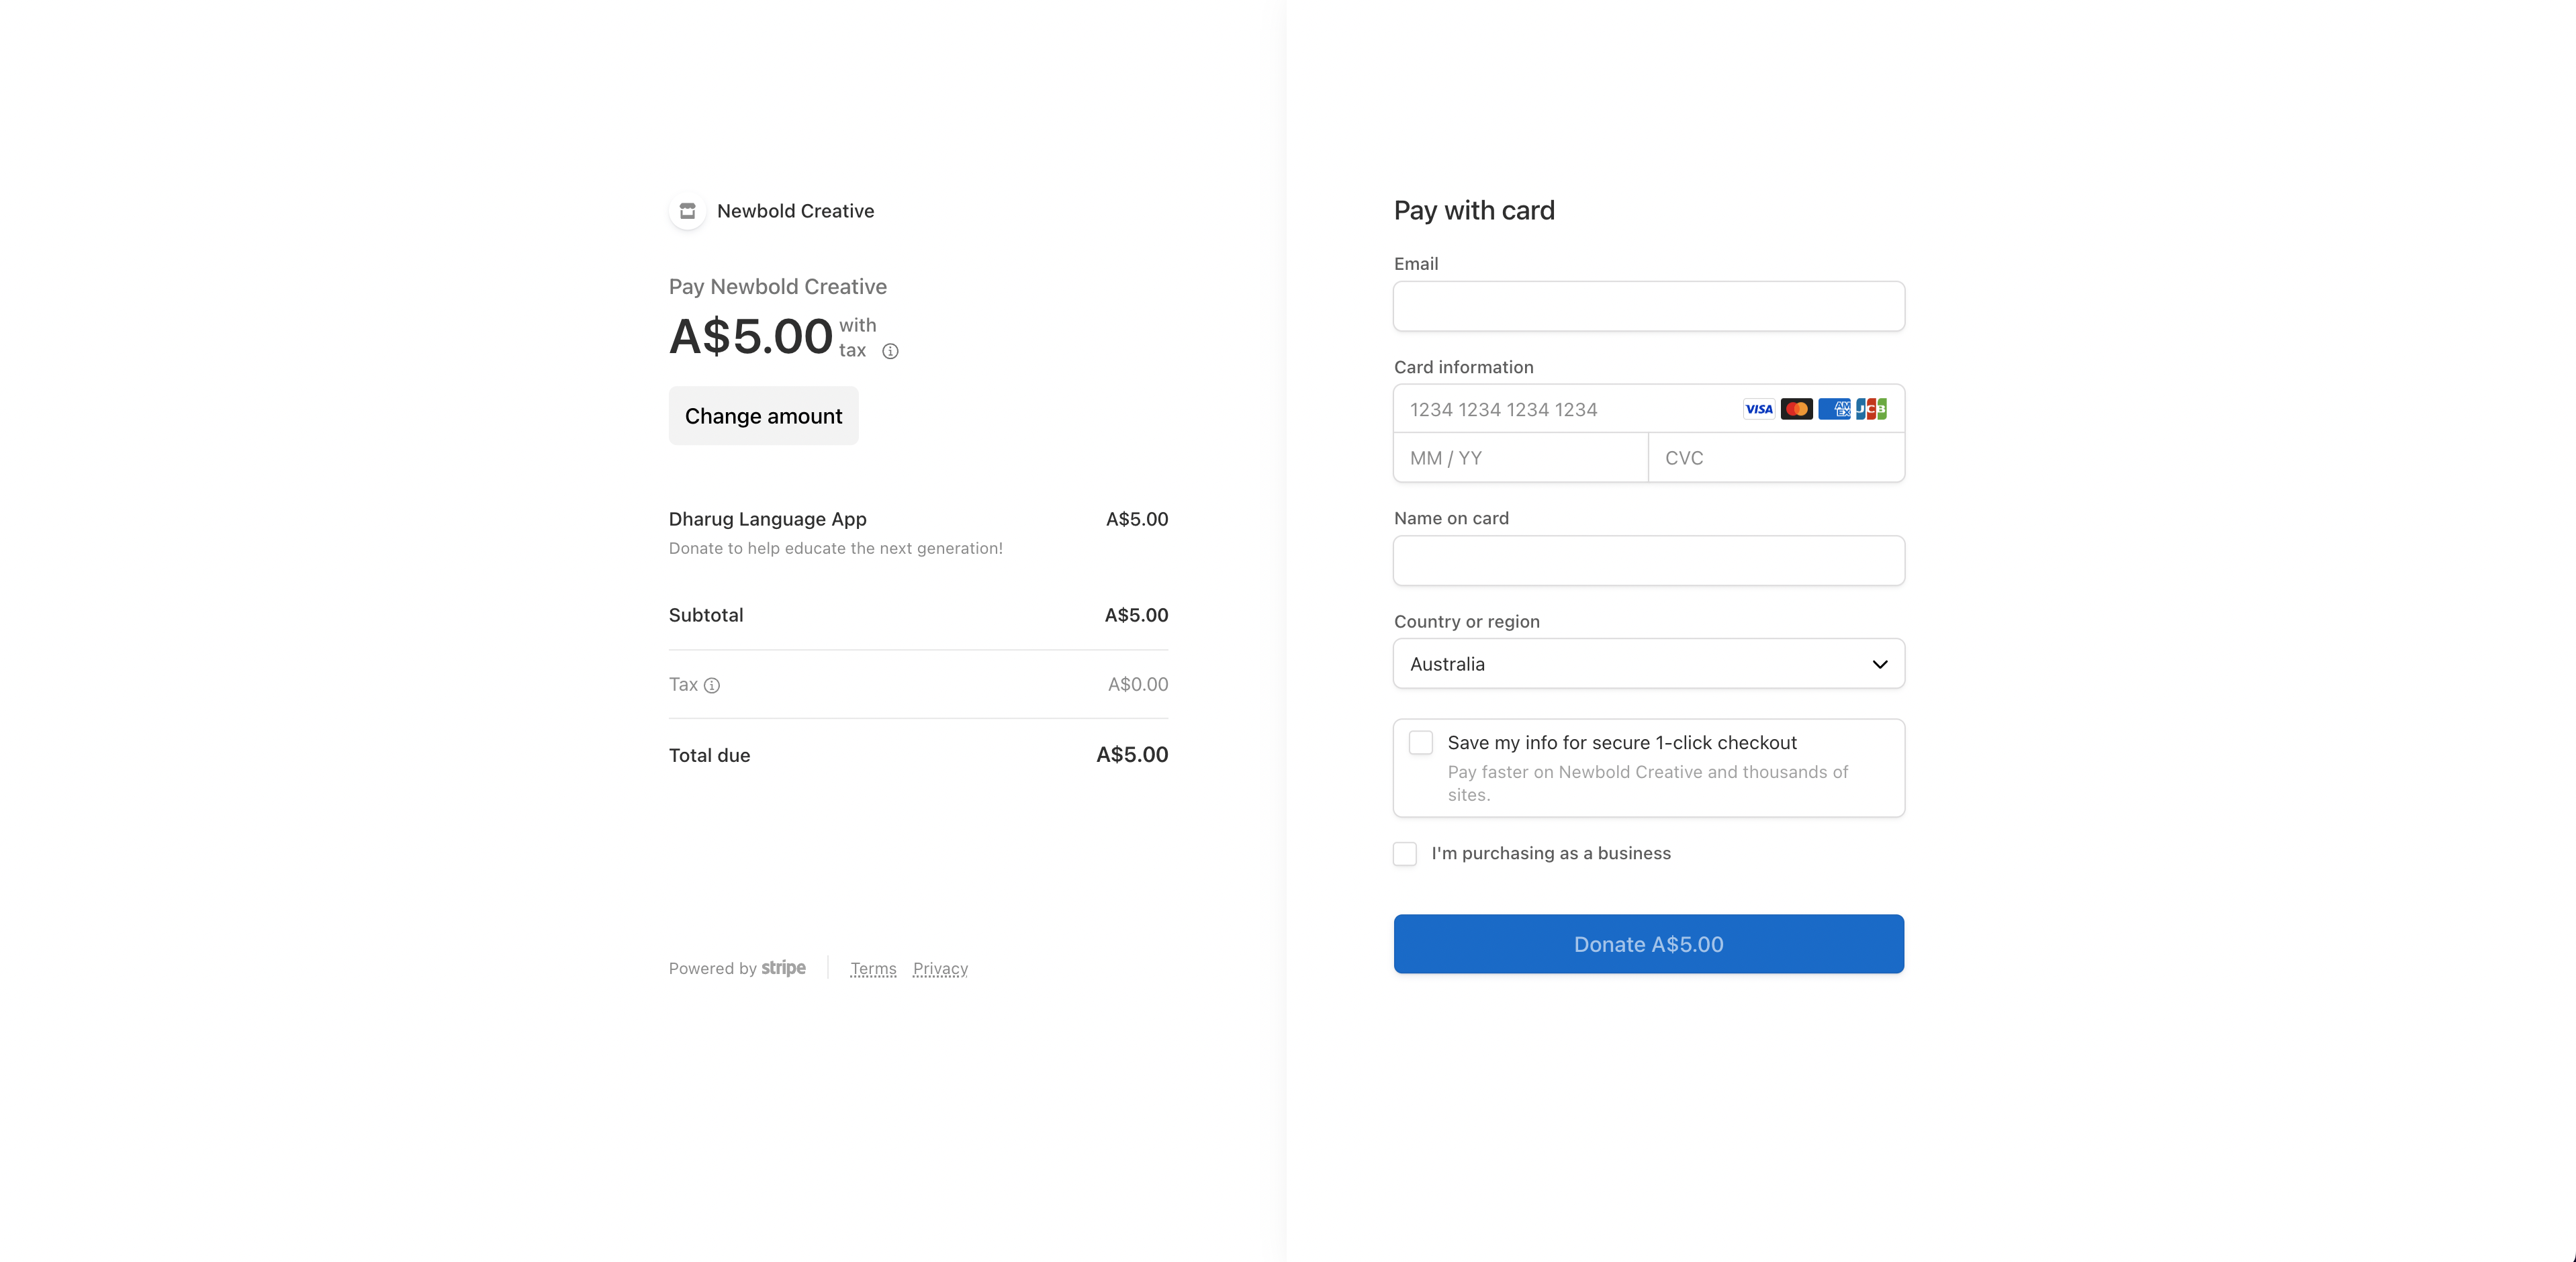 Newbold Creative
Pay Newbold Creative
A$5.00 with
tax
Change amount
Dharug Language App A$5.00
Donate to help educate the next generation!
Subtotal A$5.00
Tax A$0.00
Total due A$5.00
Powered by stripe Terms Privacy
Pay with card
Email
Card information
1234 1234 1234 1234 VISA AM EX JCB
MM / YY CVC
Name on card
Country or region
Australia
Save my info for secure 1-click checkout
Pay faster on Newbold Creative and thousands of
sites.
I'm purchasing as a business
Donate A$5.00